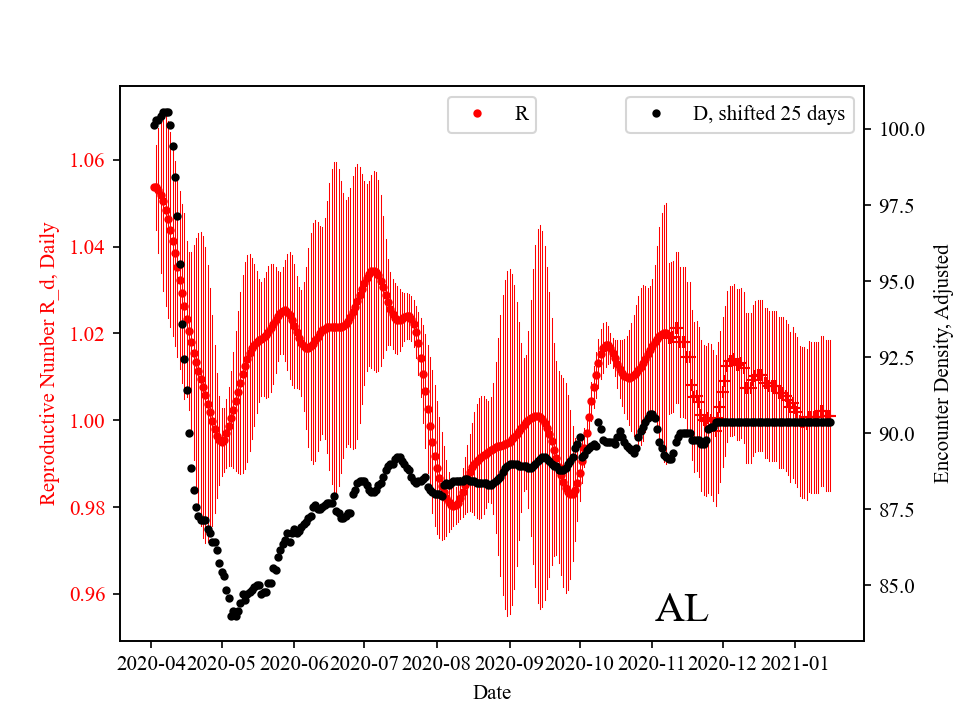 R
D, shifted 25 days
1.06
1.04
1.02
1.00
0.98
0.96
Reproductive Number R_d, Daily
100.0
97.5
95.0
92.5
90.0
87.5
85.0
Encounter Density, Adjusted
AL
2020-04 2020-05 2020-06 2020-07 2020-08 2020-09 2020-10 2020-11 2020-12 2021-01
Date